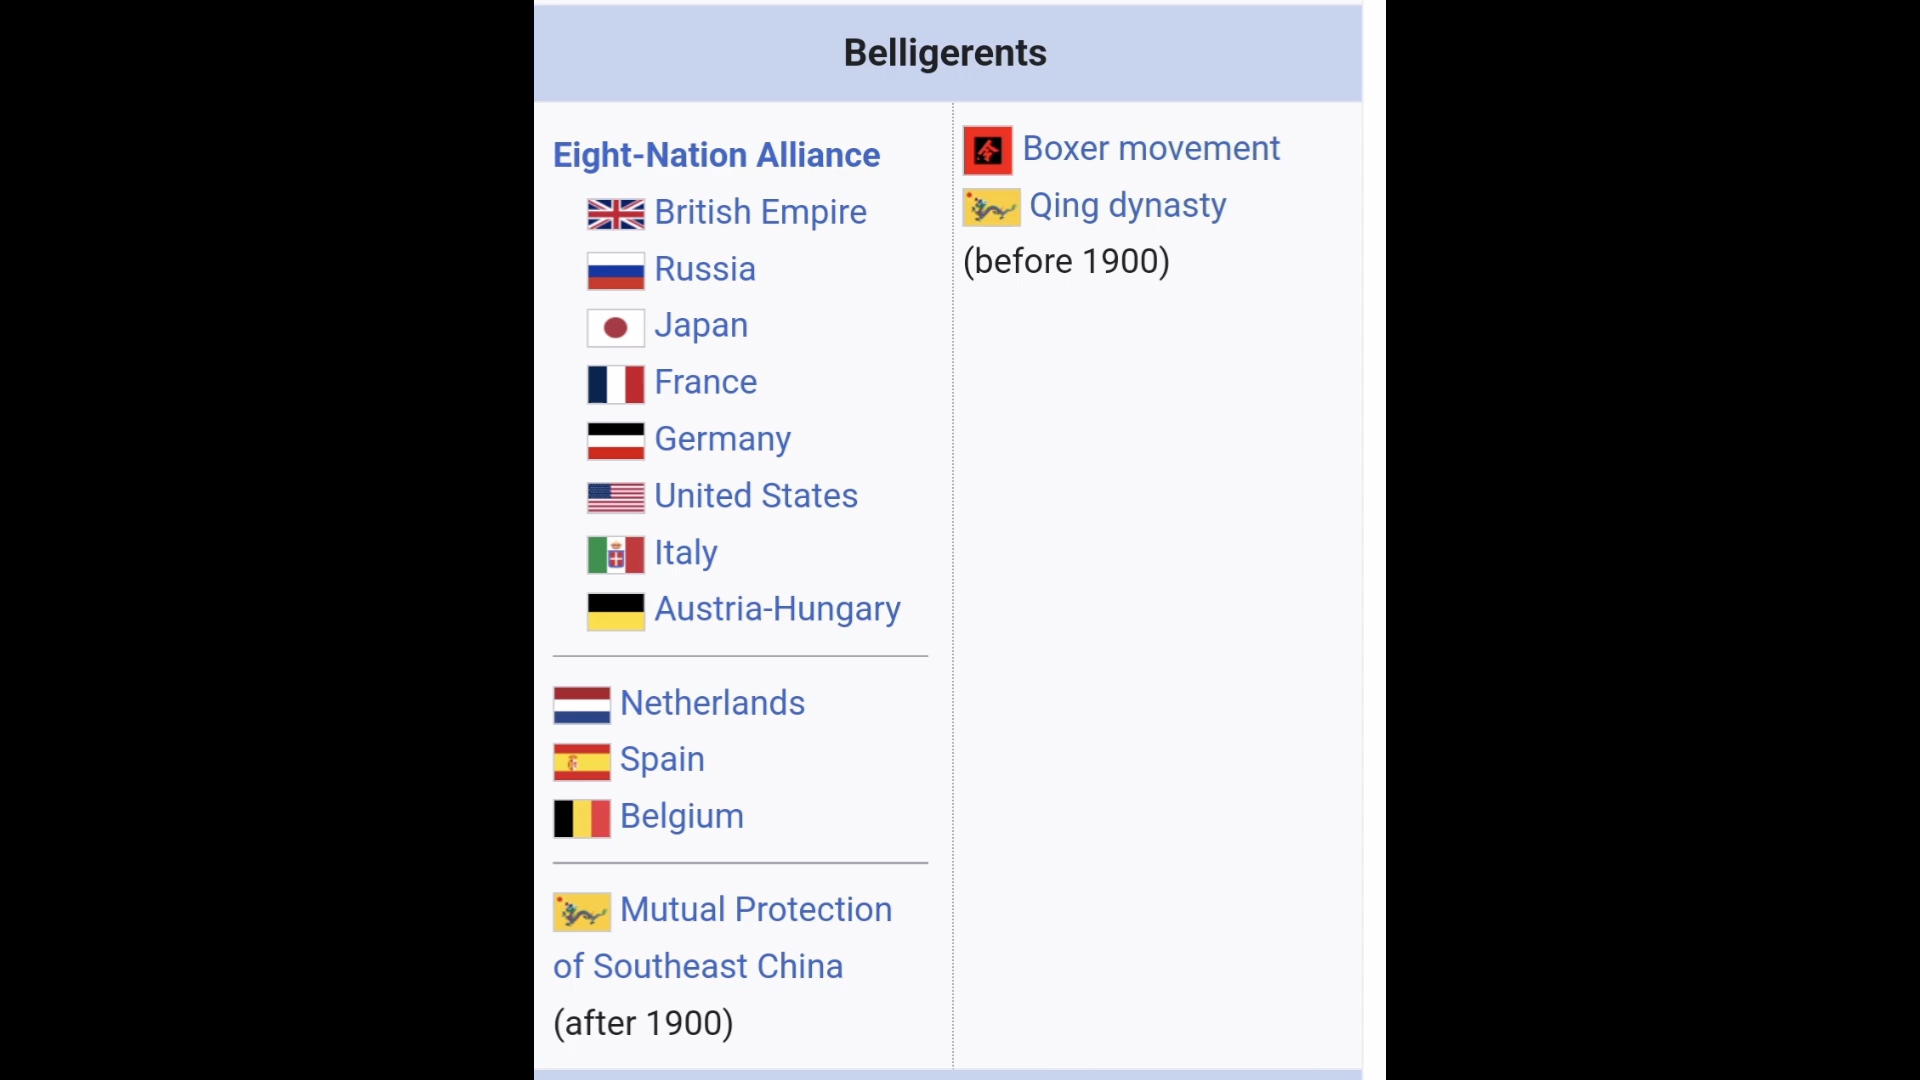 Belligerents
Eight-Nation Alliance
British Empire
Russia
Japan
France
Germany
United States
Italy
Austria-Hungary
Netherlands
Spain
Belgium
Mutual Protection
of Southeast China
(after 1900)
令 Boxer movement
Qing dynasty
(before 1900)